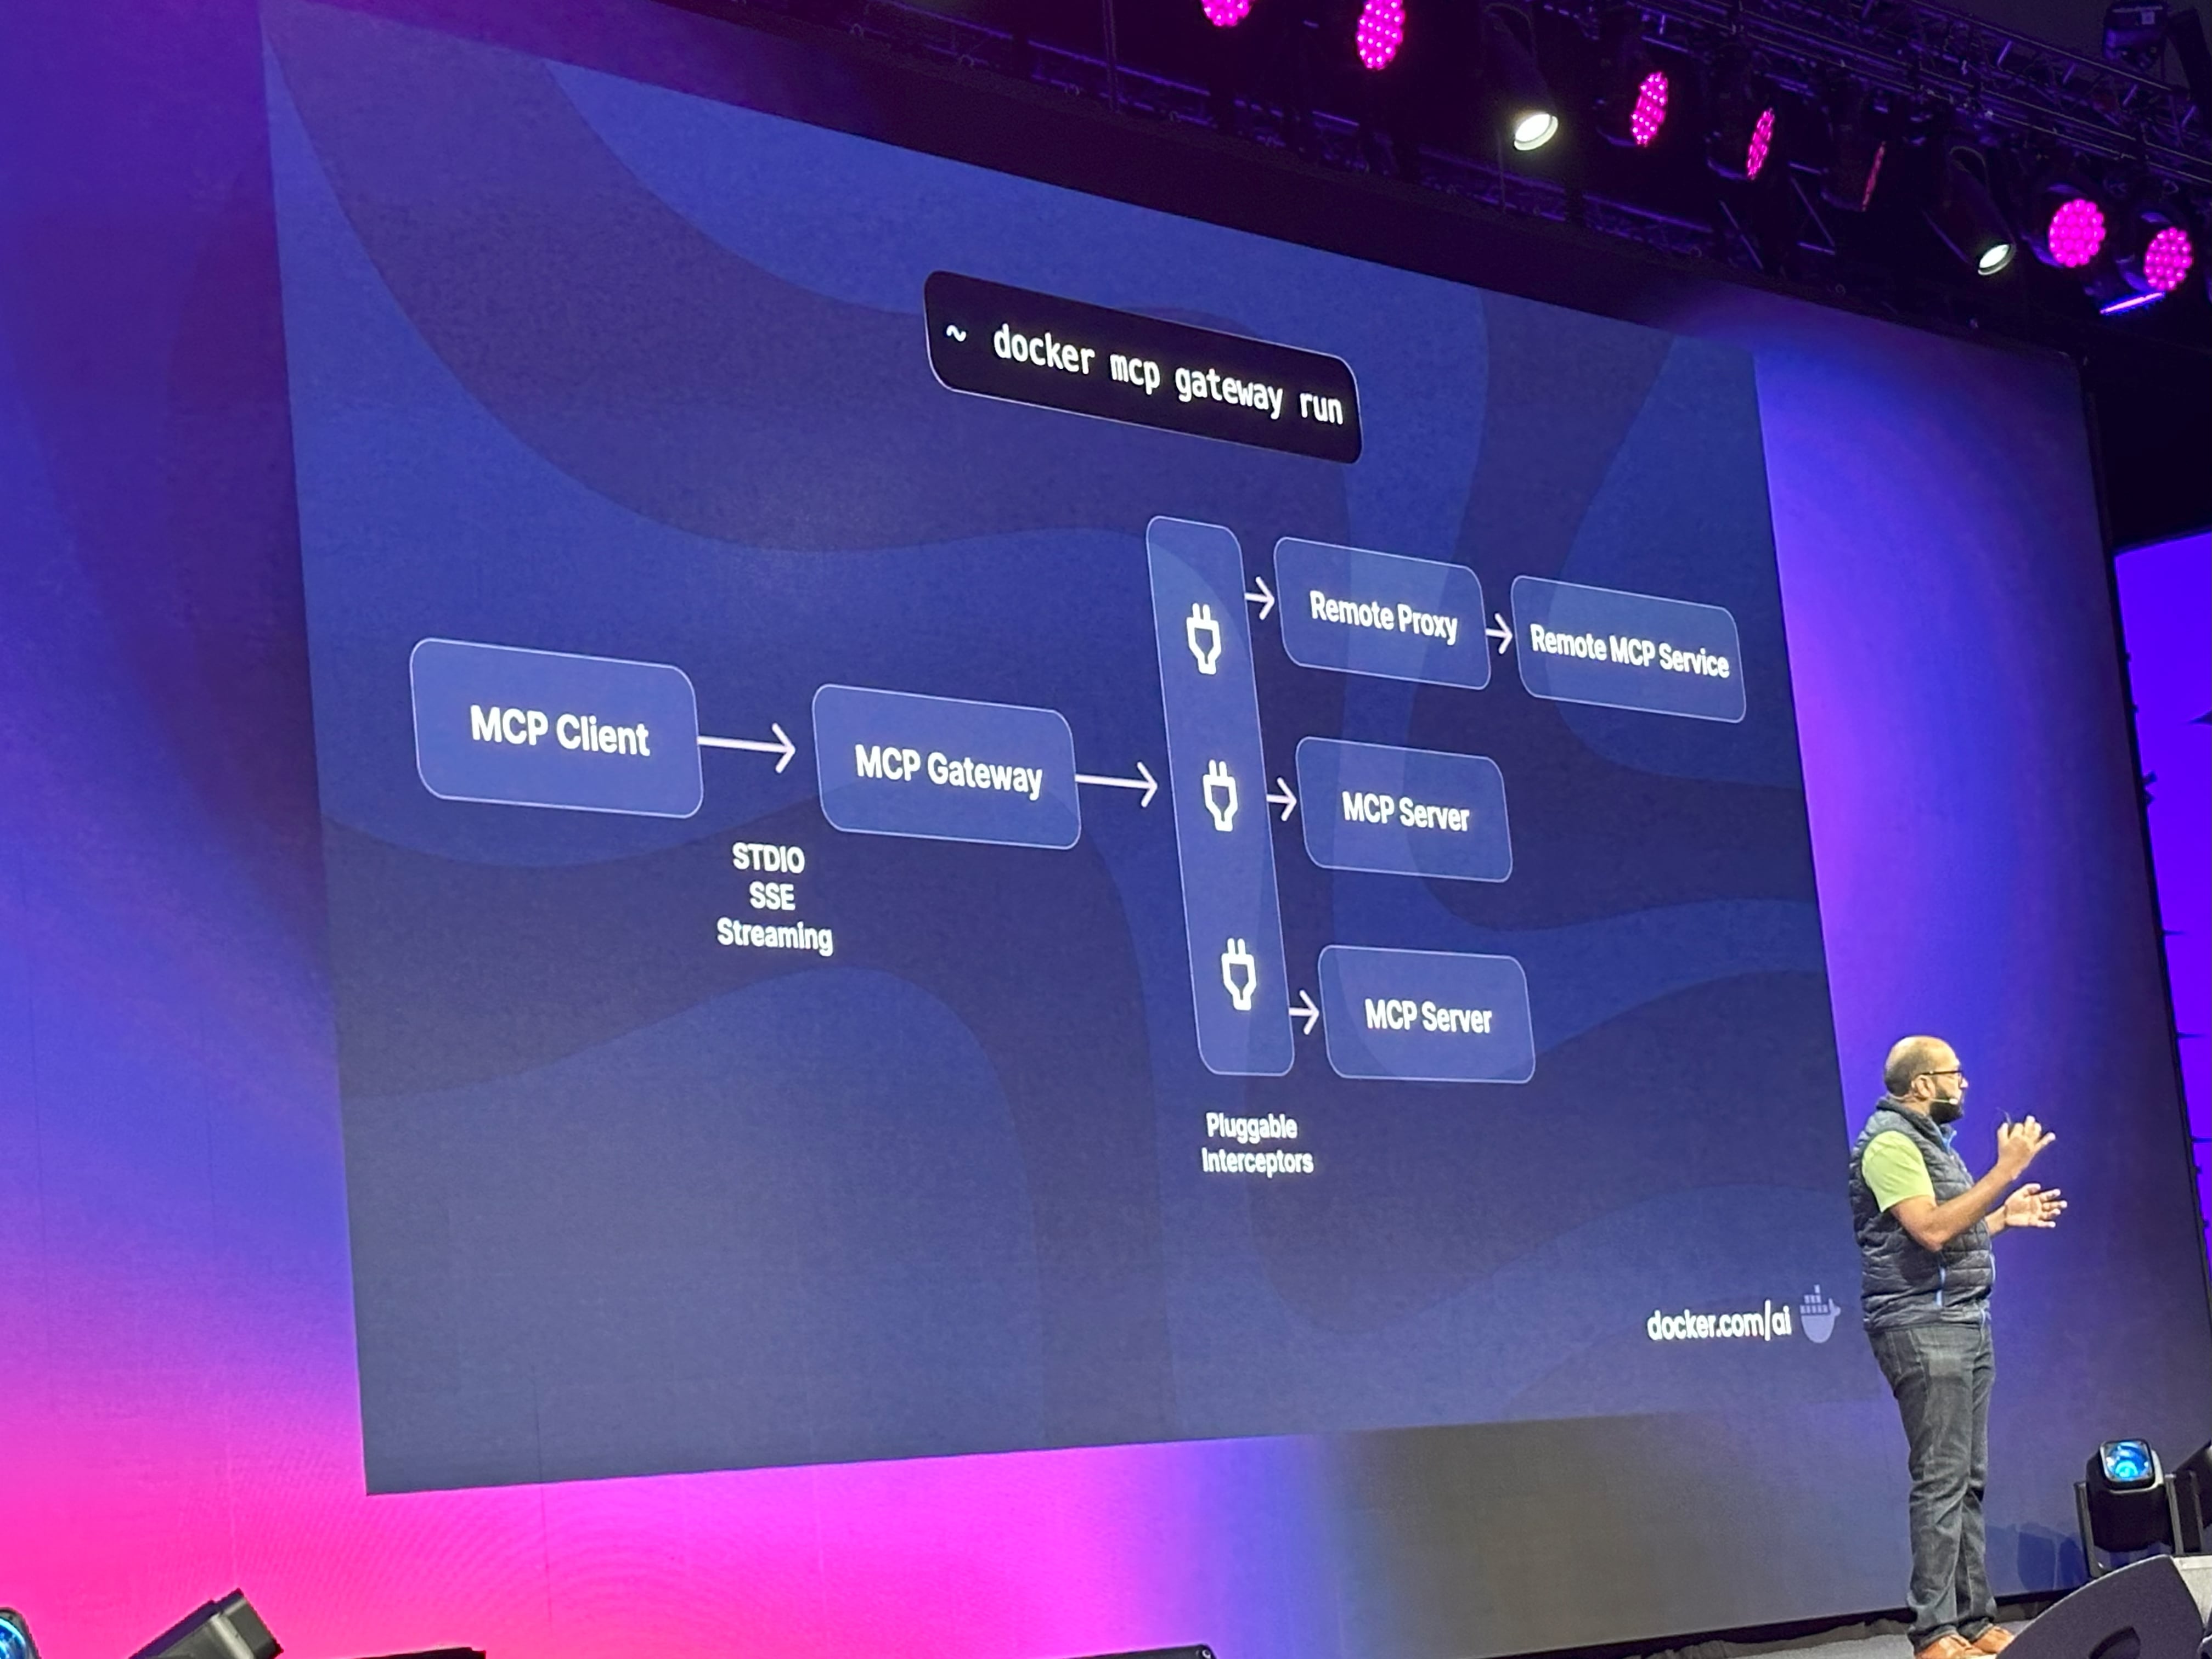 ~ docker mcp gateway run
MCP Client
STDIO
SSE
Streaming
MCP Gateway
Pluggable
Interceptors
Remote Proxy
Remote MCP Service
MCP Server
MCP Server
docker.com/ai